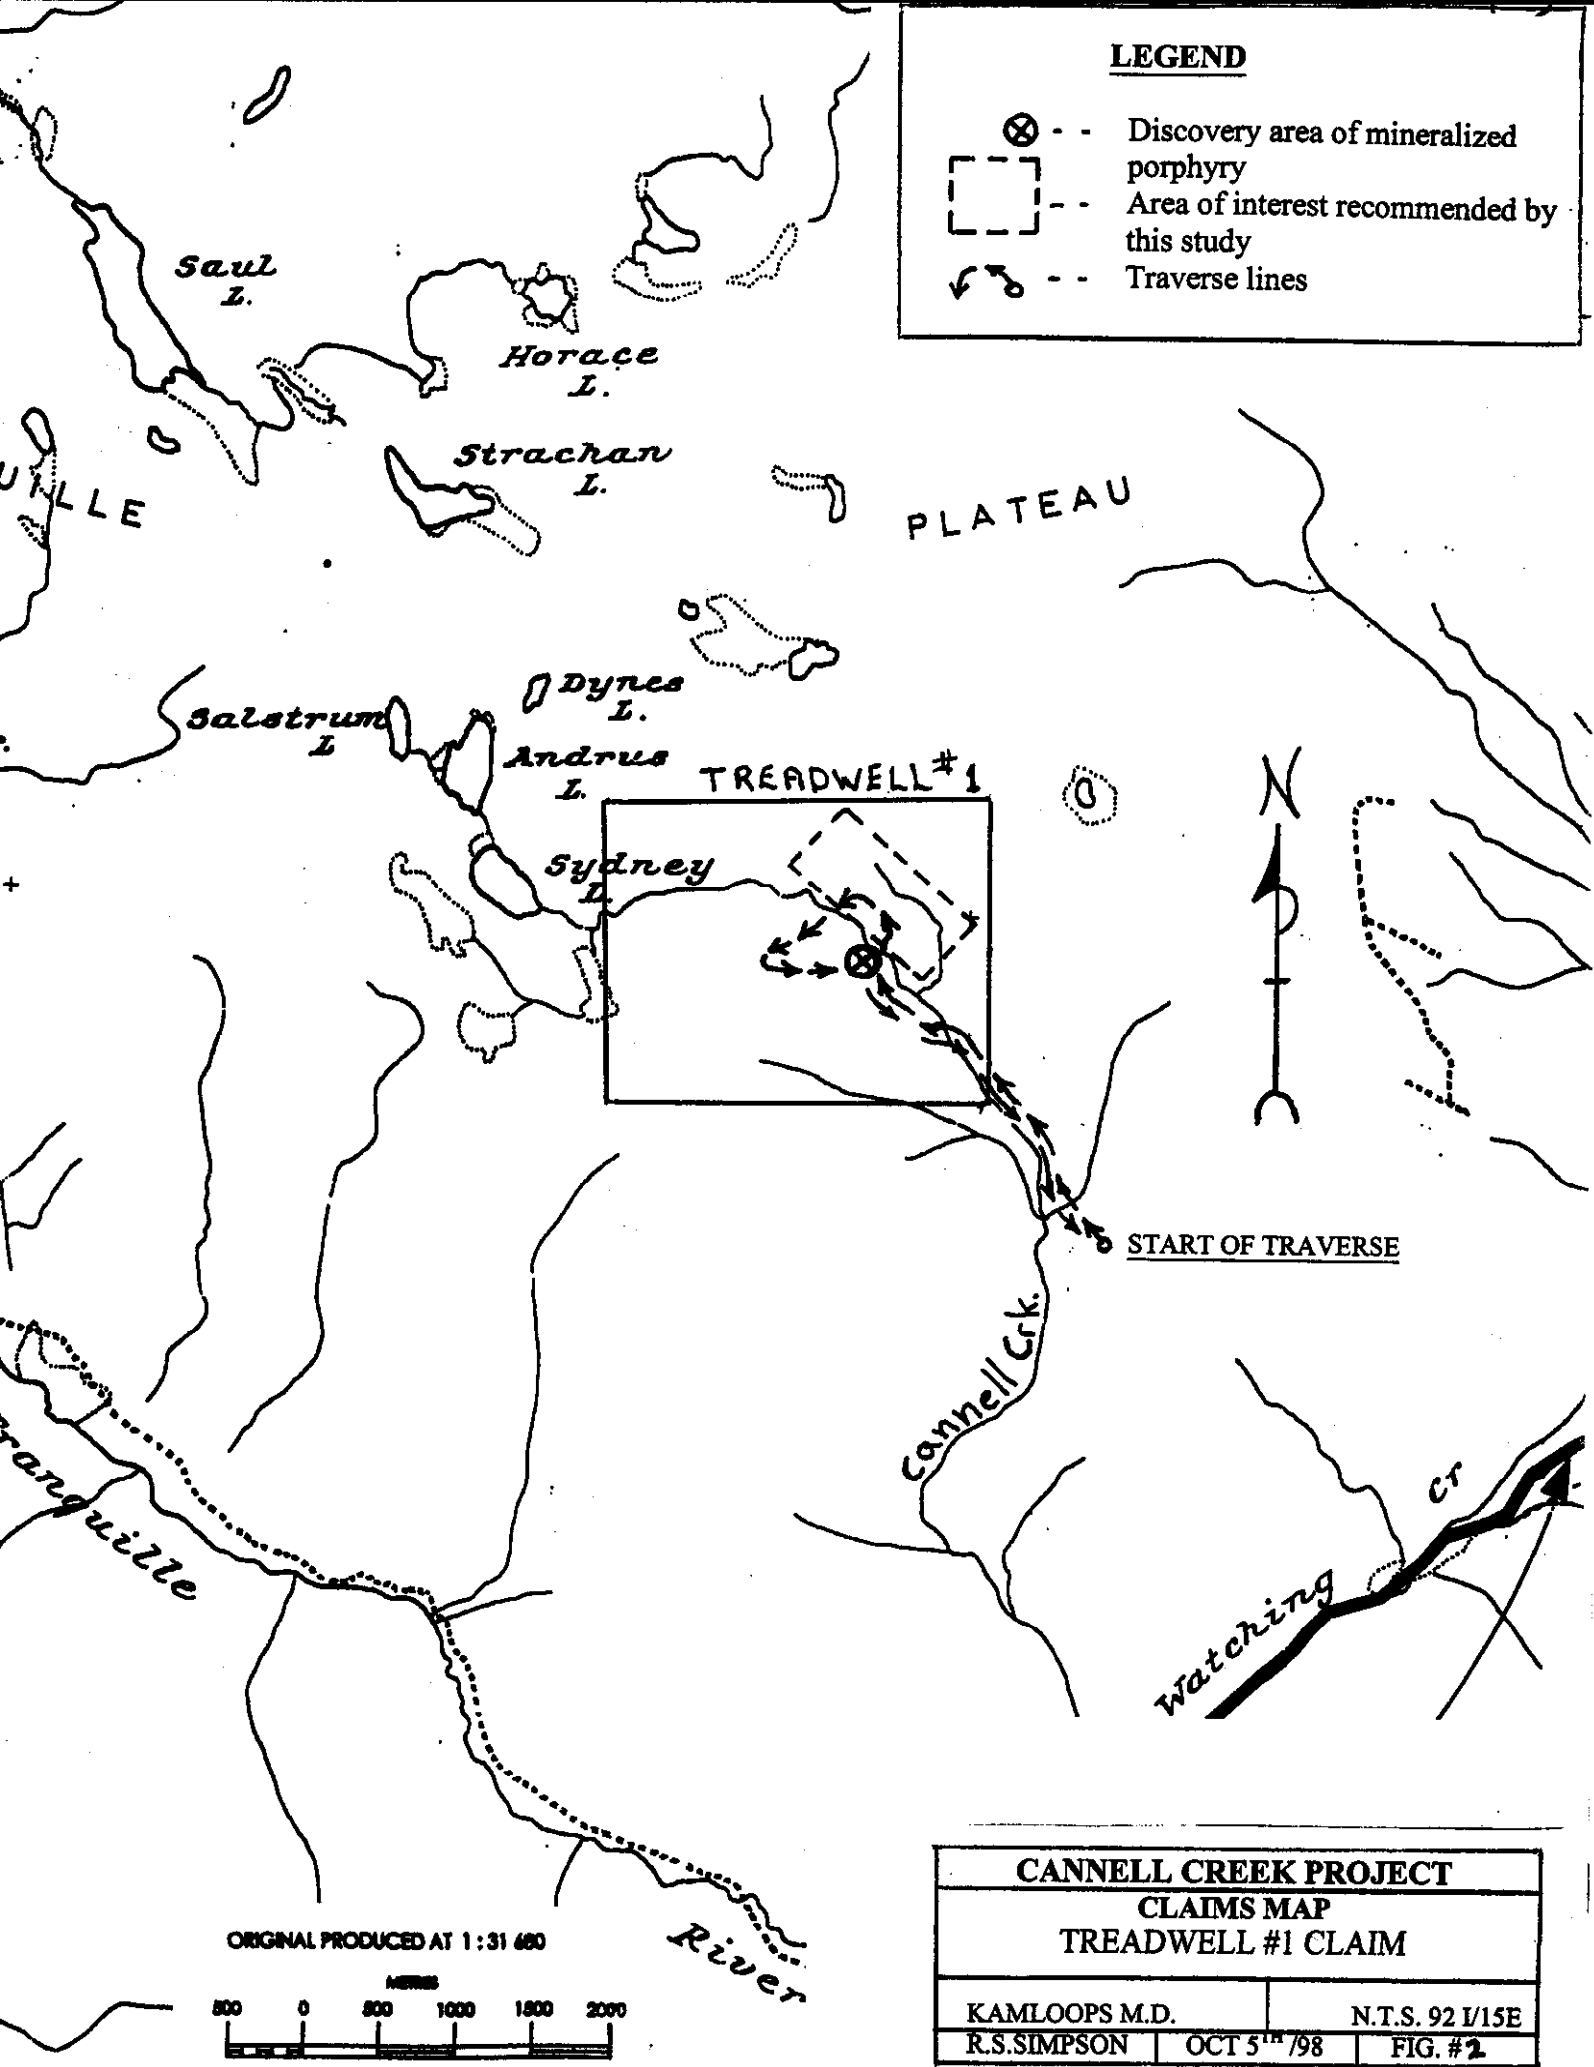 LEGEND
Discovery area of mineralized
porphyry
Area of interest recommended by
this study
Traverse lines
Saul
L.
Horace
L.
Strachan
L.
UILLE
PLATEAU
Dynes
L.
Salstrum
L
Andrus
L.
TREADWELL #1
N
Sydney
L.
START OF TRAVERSE
Cannell Crk.
Tranquille
Cr
Watching
River
ORIGINAL PRODUCED AT 1:31 680
METRES
500 0 500 1000 1500 2000
CANNELL CREEK PROJECT
CLAIMS MAP
TREADWELL #1 CLAIM
KAMLOOPS M.D. N.T.S. 92 I/15E
R.S.SIMPSON OCT 5TH /98 FIG. #2